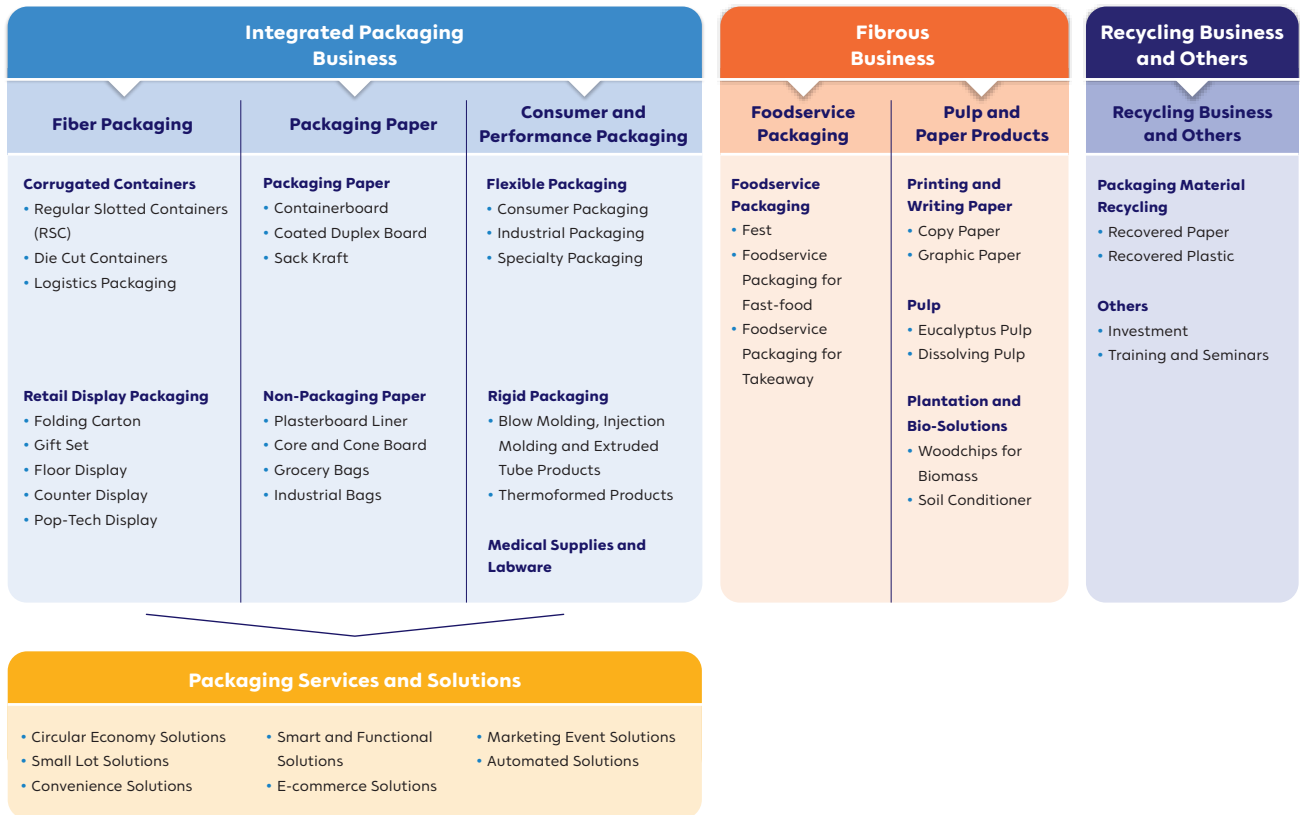 Integrated Packaging
Business
Fiber Packaging
Corrugated Containers
• Regular Slotted Containers
(RSC)
• Die Cut Containers
• Logistics Packaging
Retail Display Packaging
• Folding Carton
• Gift Set
• Floor Display
• Counter Display
• Pop-Tech Display
Packaging Paper
Packaging Paper
• Containerboard
• Coated Duplex Board
• Sack Kraft
Non-Packaging Paper
• Plasterboard Liner
• Core and Cone Board
• Grocery Bags
• Industrial Bags
Consumer and
Performance Packaging
Flexible Packaging
• Consumer Packaging
• Industrial Packaging
• Specialty Packaging
Rigid Packaging
• Blow Molding, Injection
Molding and Extruded
Tube Products
• Thermoformed Products
Medical Supplies and
Labware
Fibrous
Business
Foodservice
Packaging
Foodservice
Packaging
• Fest
• Foodservice
Packaging for
Fast-food
• Foodservice
Packaging for
Takeaway
Pulp and
Paper Products
Printing and
Writing Paper
• Copy Paper
• Graphic Paper
Pulp
• Eucalyptus Pulp
• Dissolving Pulp
Plantation and
Bio-Solutions
• Woodchips for
Biomass
• Soil Conditioner
Recycling Business
and Others
Recycling Business
and Others
Packaging Material
Recycling
• Recovered Paper
• Recovered Plastic
Others
• Investment
• Training and Seminars
Packaging Services and Solutions
• Circular Economy Solutions
• Small Lot Solutions
• Convenience Solutions
• Smart and Functional
Solutions
• E-commerce Solutions
• Marketing Event Solutions
• Automated Solutions